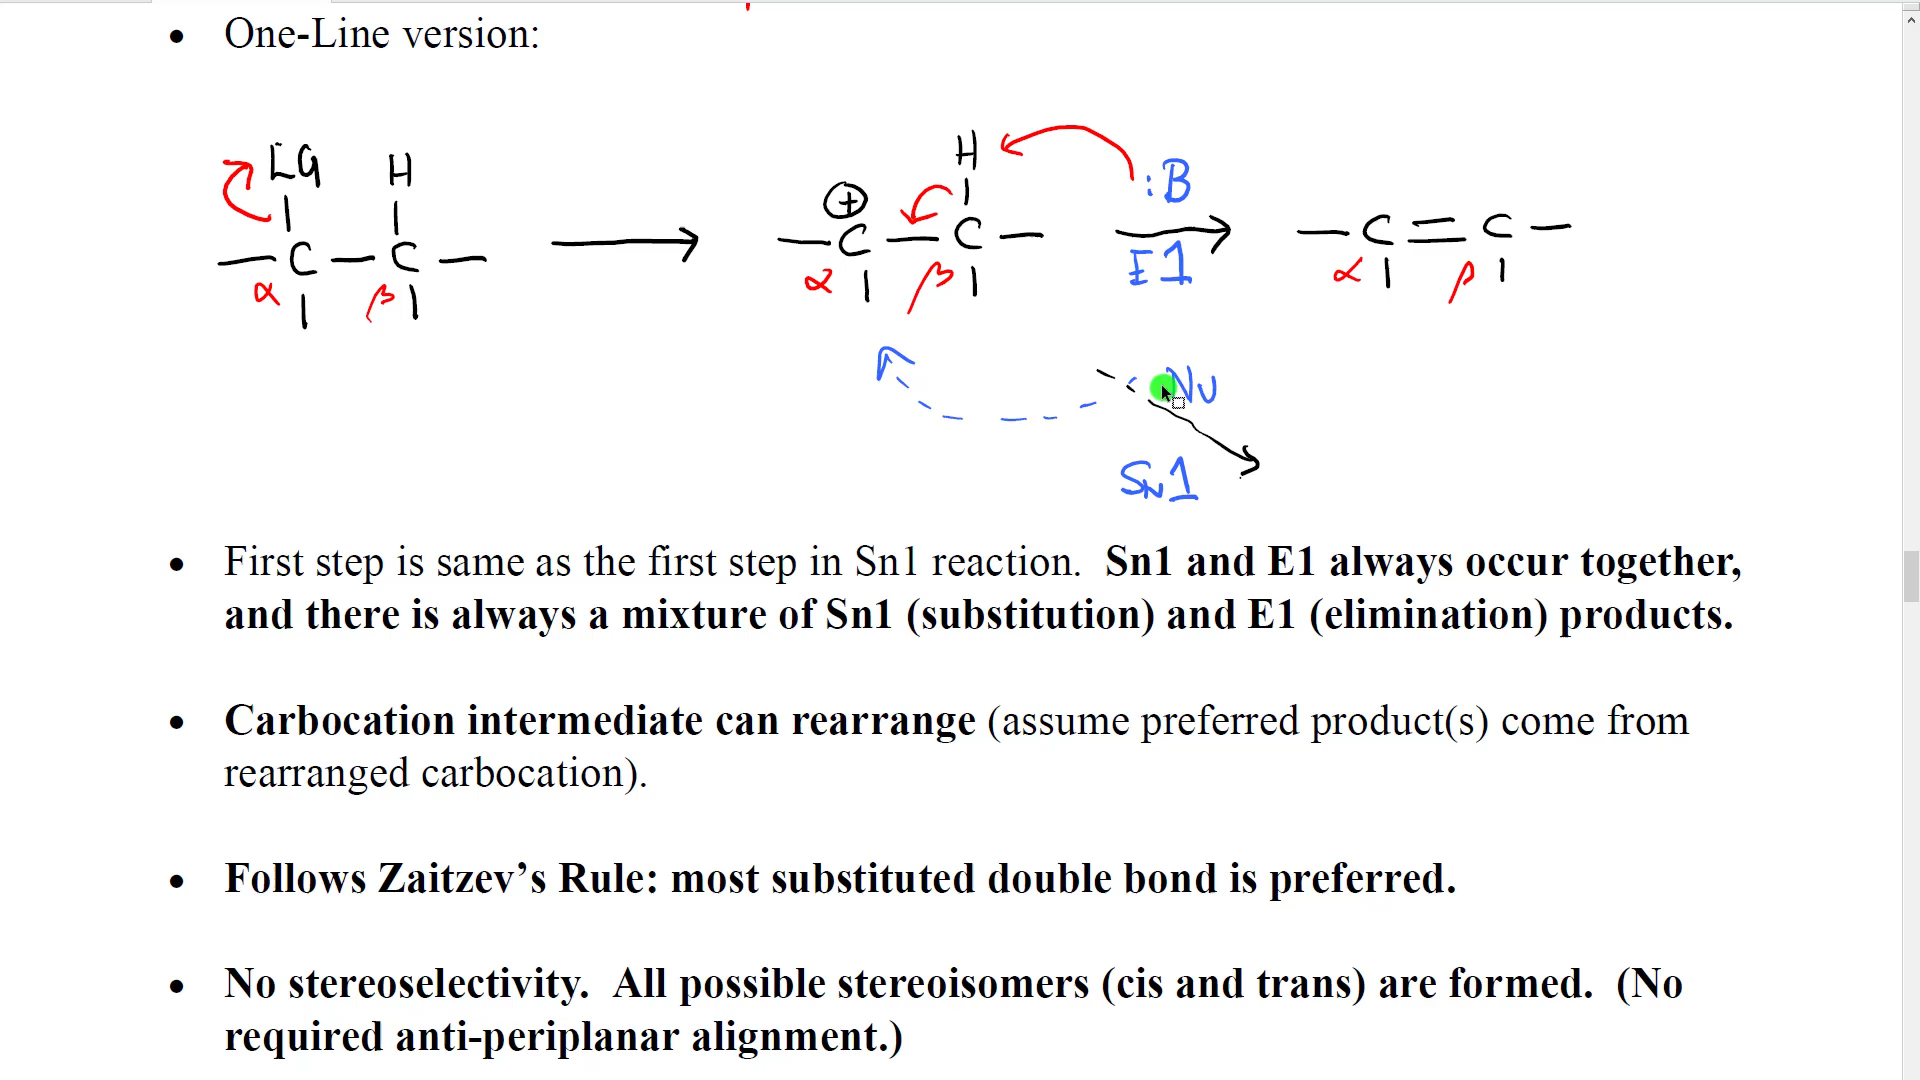 • One-Line version:
LG H H :B
⊕
— C — C — — C — C — E1 — C = C —
α β α β α β
:Nu
Sn1
• First step is same as the first step in Sn1 reaction.  Sn1 and E1 always occur together,
and there is always a mixture of Sn1 (substitution) and E1 (elimination) products.
• Carbocation intermediate can rearrange (assume preferred product(s) come from
rearranged carbocation).
• Follows Zaitzev’s Rule: most substituted double bond is preferred.
• No stereoselectivity.  All possible stereoisomers (cis and trans) are formed.  (No
required anti-periplanar alignment.)